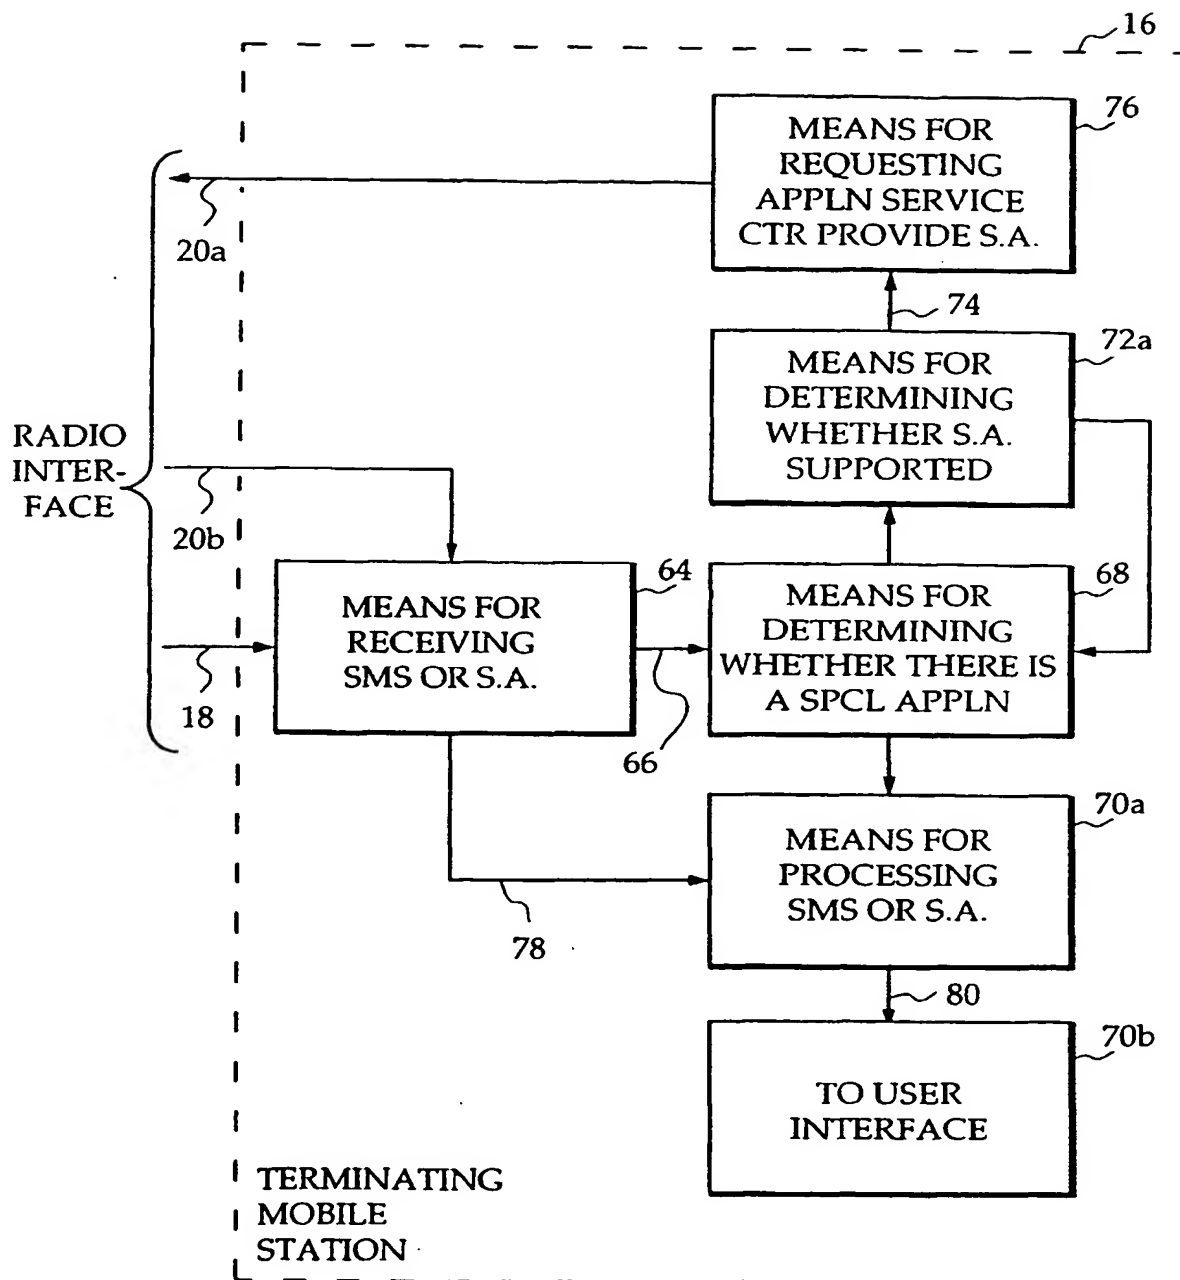 16
MEANS FOR
REQUESTING
APPLN SERVICE
CTR PROVIDE S.A.
76
20a
74
72a
MEANS FOR
DETERMINING
WHETHER S.A.
SUPPORTED
RADIO
INTER-
FACE
20b
64
68
MEANS FOR
RECEIVING
SMS OR S.A.
MEANS FOR
DETERMINING
WHETHER THERE IS
A SPCL APPLN
18
66
70a
MEANS FOR
PROCESSING
SMS OR S.A.
78
80
70b
TO USER
INTERFACE
TERMINATING
MOBILE
STATION